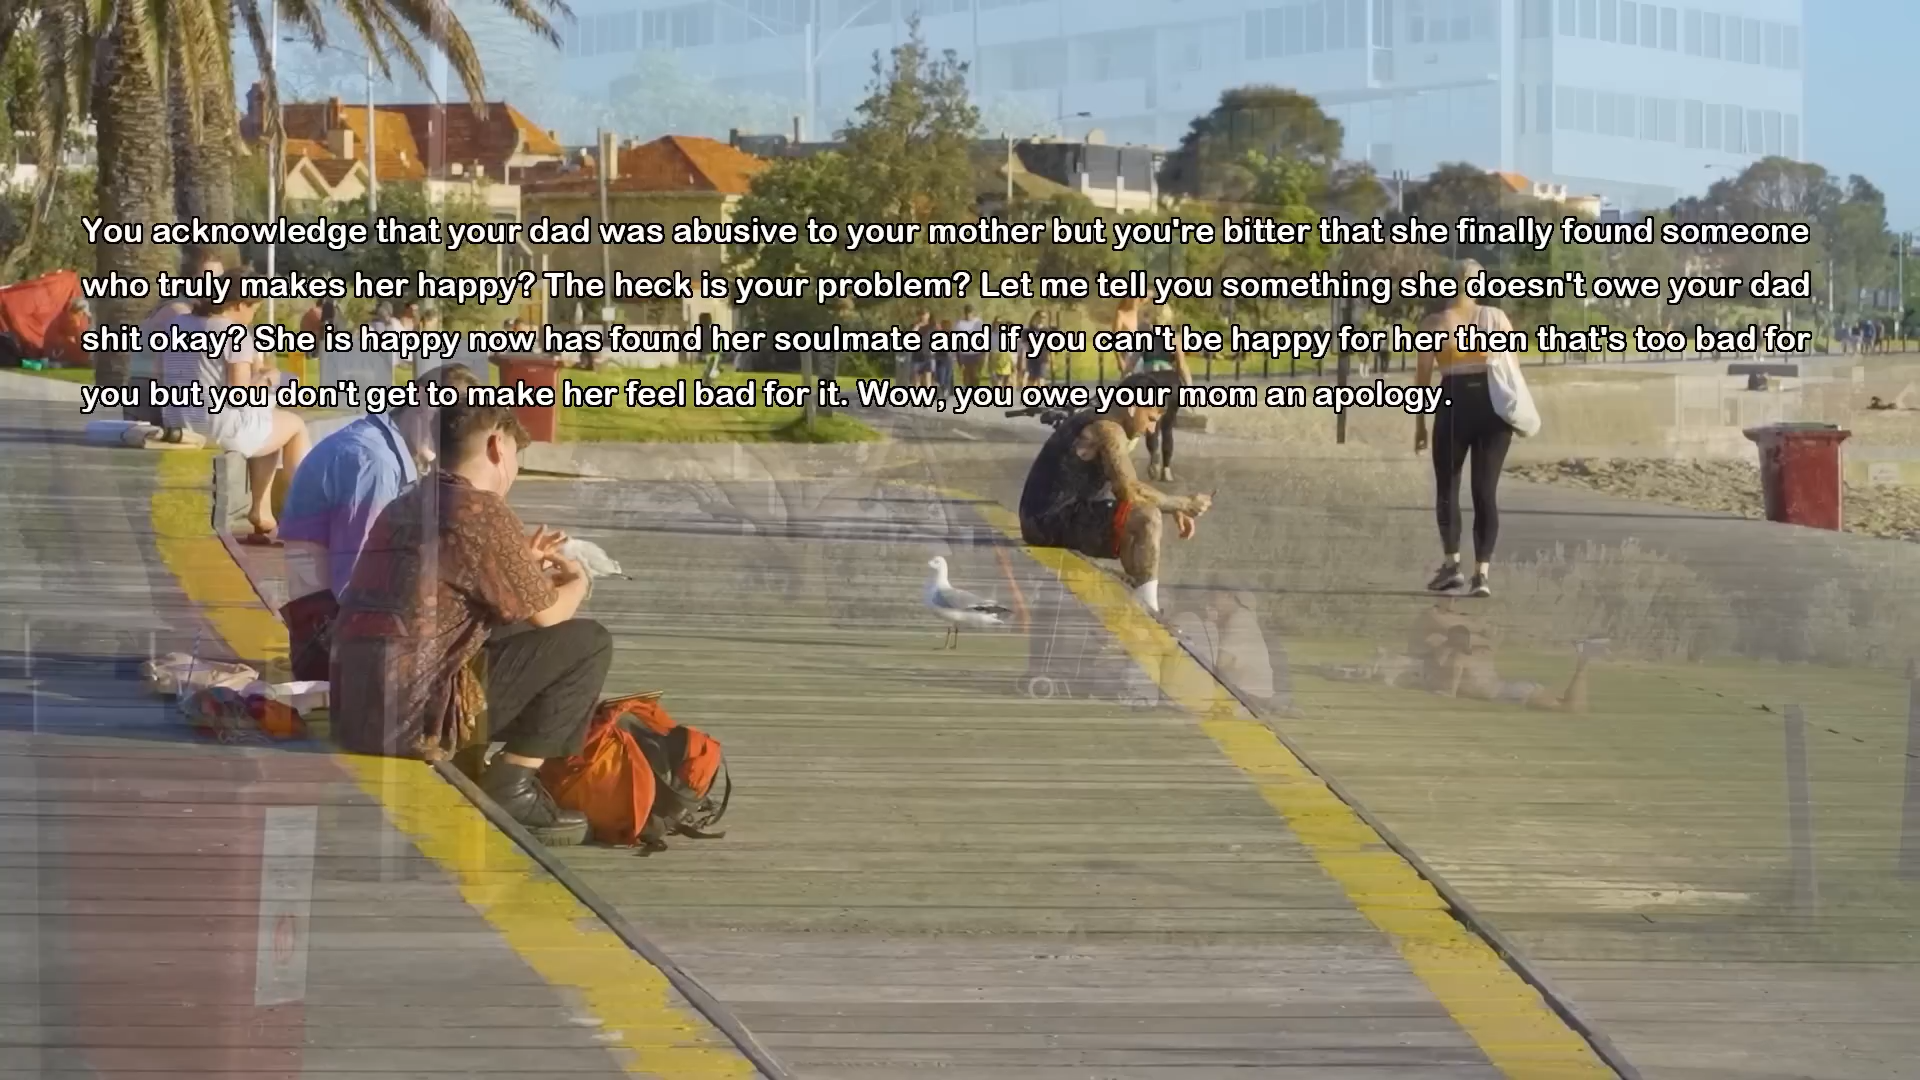 You acknowledge that your dad was abusive to your mother but you're bitter that she finally found someone
who truly makes her happy? The heck is your problem? Let me tell you something she doesn't owe your dad
shit okay? She is happy now has found her soulmate and if you can't be happy for her then that's too bad for
you but you don't get to make her feel bad for it. Wow, you owe your mom an apology.